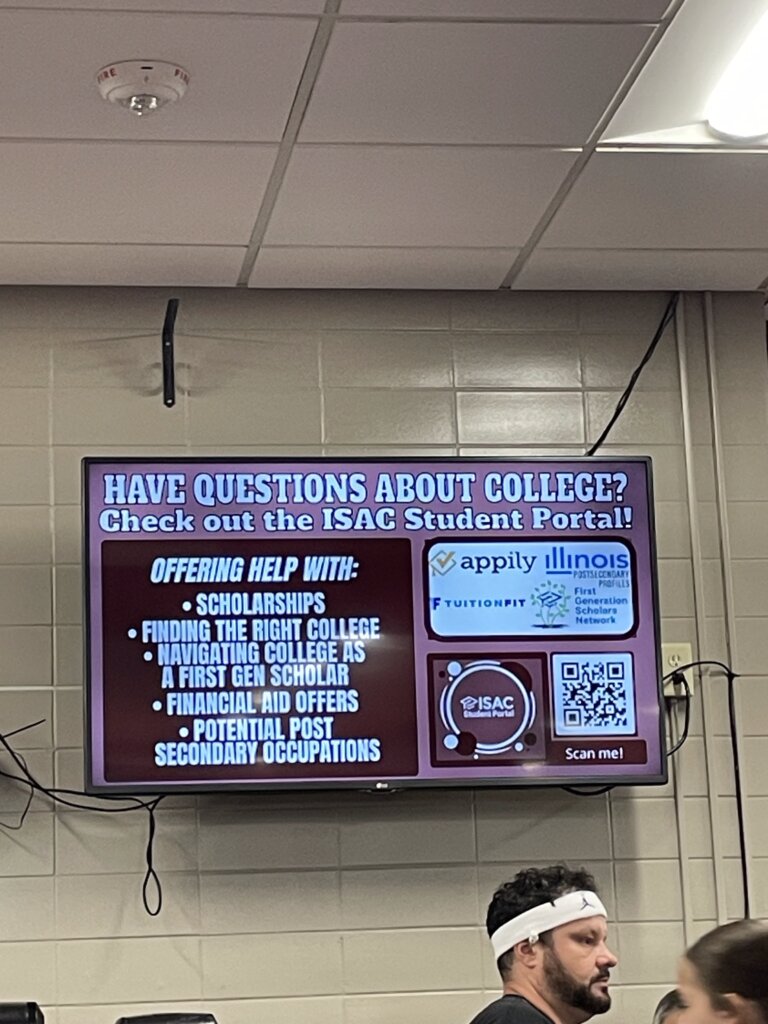 FIRE
FIRE
HAVE QUESTIONS ABOUT COLLEGE?
Check out the ISAC Student Portal!
OFFERING HELP WITH:
• SCHOLARSHIPS
• FINDING THE RIGHT COLLEGE
• NAVIGATING COLLEGE AS
A FIRST GEN SCHOLAR
• FINANCIAL AID OFFERS
• POTENTIAL POST
SECONDARY OCCUPATIONS
appily
illinois
POSTSECONDARY
PROFILES
TUITIONFIT
First
Generation
Scholars
Network
ISAC
Student Portal
Scan me!
LG